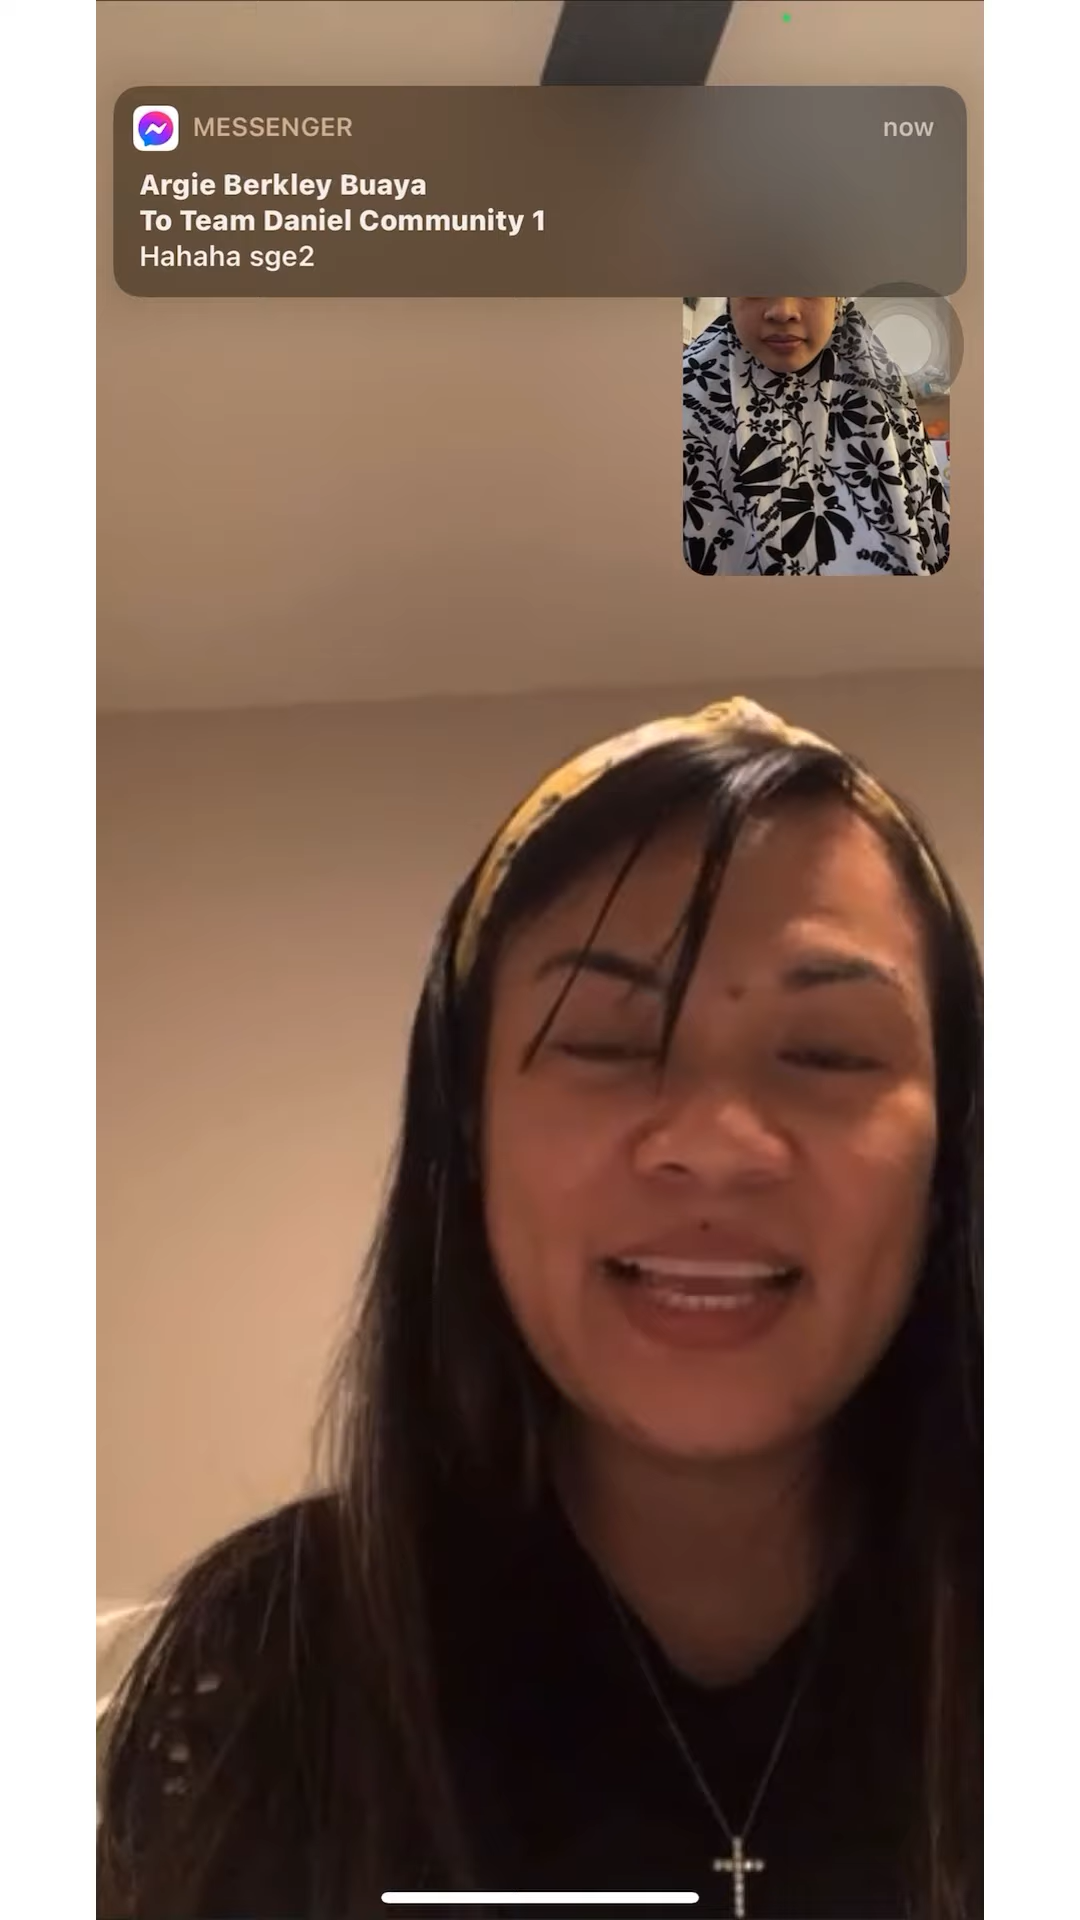 MESSENGER
now
Argie Berkley Buaya
To Team Daniel Community 1
Hahaha sge2